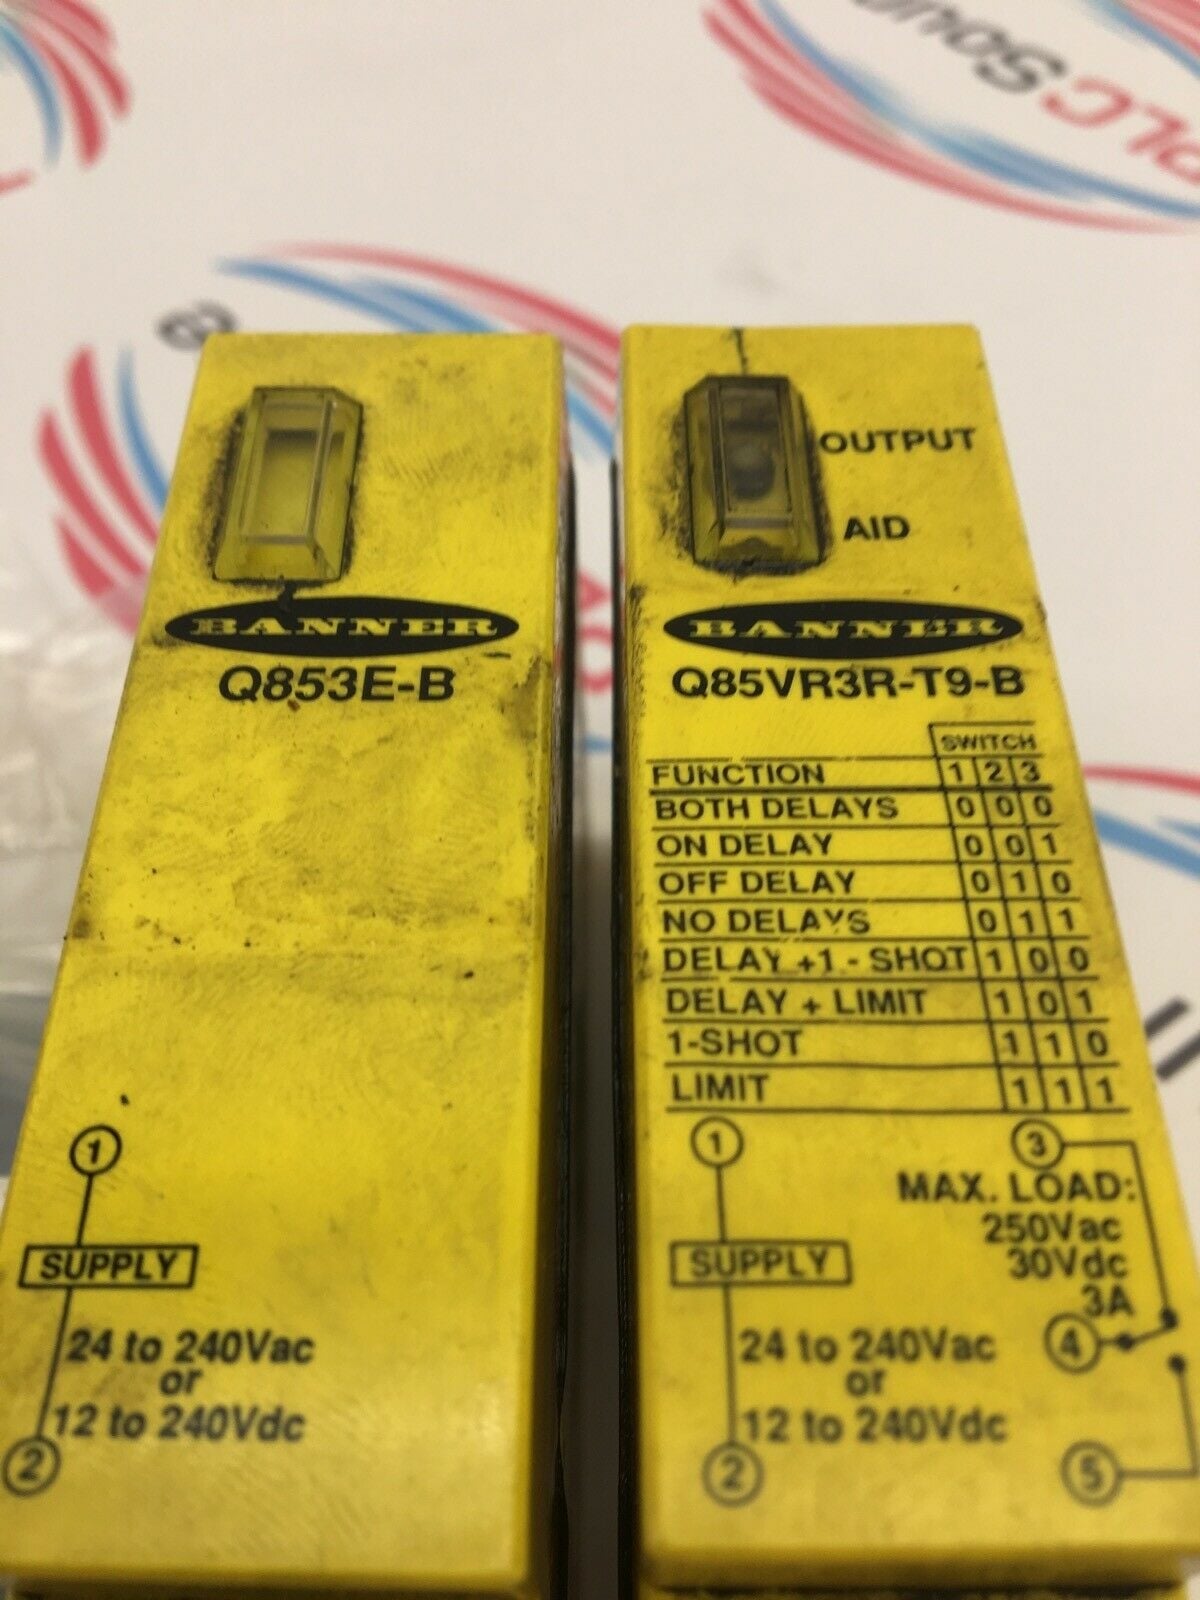 PLC
BANNER
Q853E-B
1
SUPPLY
24 to 240Vac
or
12 to 240Vdc
2
OUTPUT
AID
BANNER
Q85VR3R-T9-B
SWITCH
FUNCTION 1 2 3
BOTH DELAYS 0 0 0
ON DELAY 0 0 1
OFF DELAY 0 1 0
NO DELAYS 0 1 1
DELAY +1 - SHOT 1 0 0
DELAY + LIMIT 1 0 1
1-SHOT 1 1 0
LIMIT 1 1 1
1 3
MAX. LOAD:
250Vac
30Vdc
3A
SUPPLY
4
24 to 240Vac
or
12 to 240Vdc
2 5